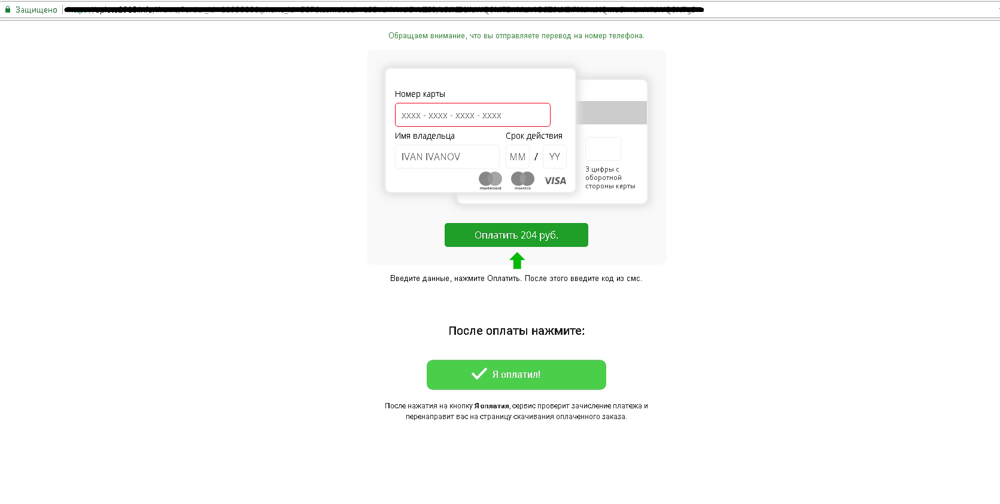 Защищено
Обращаем внимание, что вы отправляете перевод на номер телефона.
Номер карты
xxxx - xxxx - xxxx - xxxx
Имя владельца Срок действия
IVAN IVANOV MM / YY
3 цифры с
оборотной
стороны карты
mastercard maestro VISA
Оплатить 204 руб.
Введите данные, нажмите Оплатить. После этого введите код из смс.
После оплаты нажмите:
Я оплатил!
После нажатия на кнопку Я оплатил, сервис проверит зачисление платежа и
перенаправит вас на страницу скачивания оплаченного заказа.